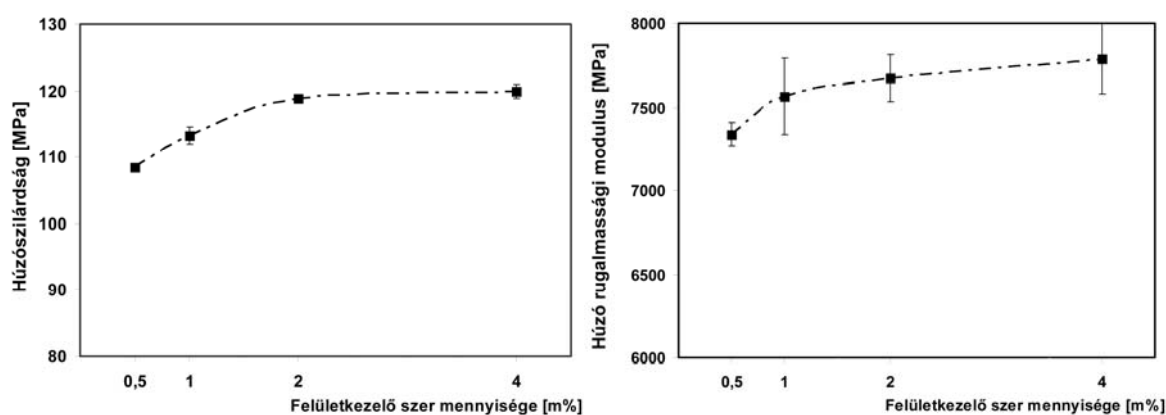 Húzószilárdság [MPa]
130
120
110
100
90
80
0,5 1 2 4
Felületkezelő szer mennyisége [m%]
Húzó rugalmassági modulus [MPa]
8000
7500
7000
6500
6000
0,5 1 2 4
Felületkezelő szer mennyisége [m%]